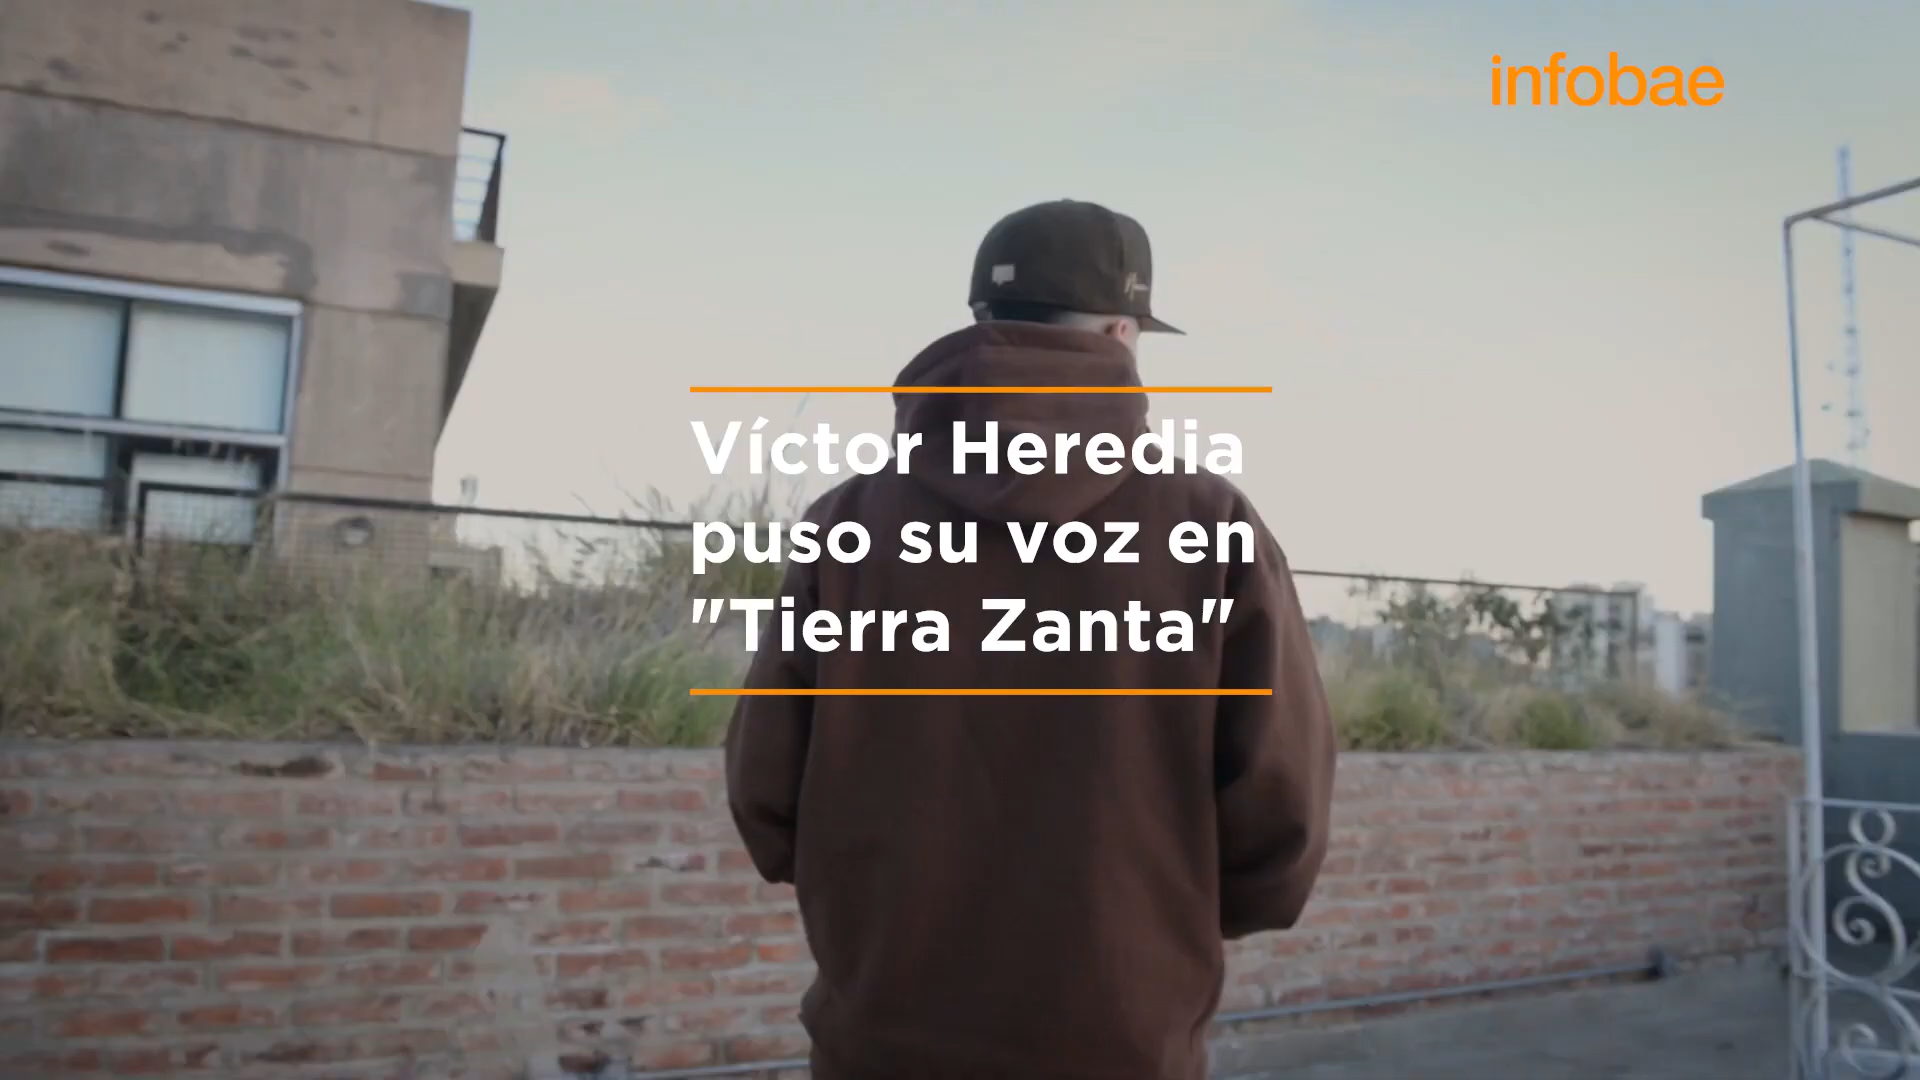 infobae
Víctor Heredia
puso su voz en
"Tierra Zanta"